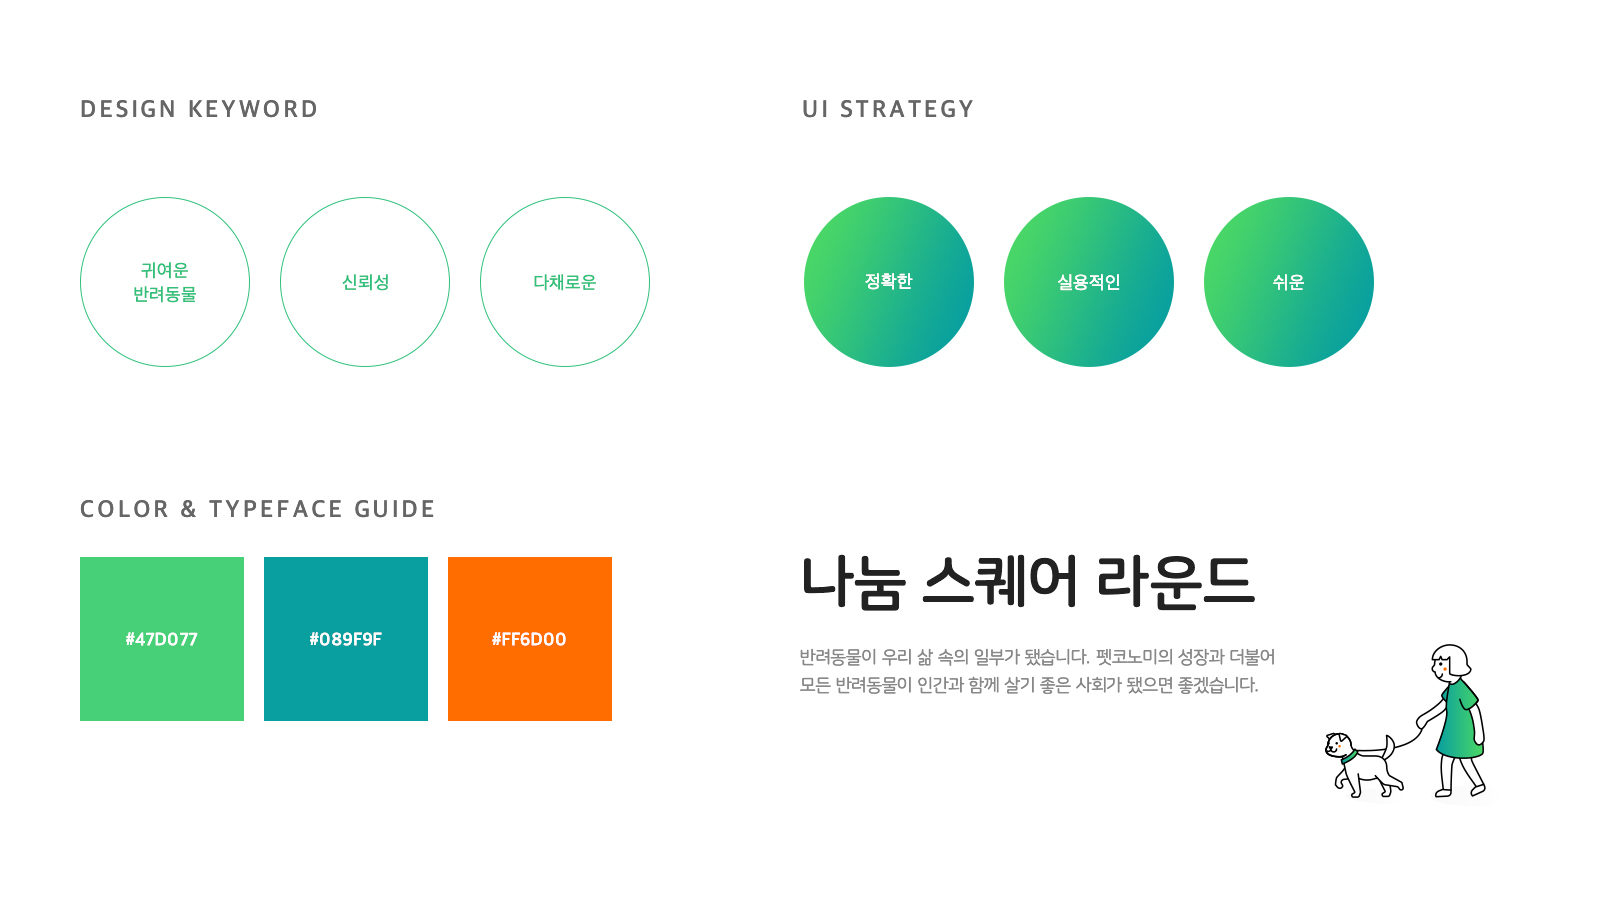 DESIGN KEYWORD
귀여운
반려동물
신뢰성
다채로운
UI STRATEGY
정확한
실용적인
쉬운
COLOR & TYPEFACE GUIDE
#47D077
#089F9F
#FF6D00
나눔 스퀘어 라운드
반려동물이 우리 삶 속의 일부가 됐습니다. 펫코노미의 성장과 더불어
모든 반려동물이 인간과 함께 살기 좋은 사회가 됐으면 좋겠습니다.